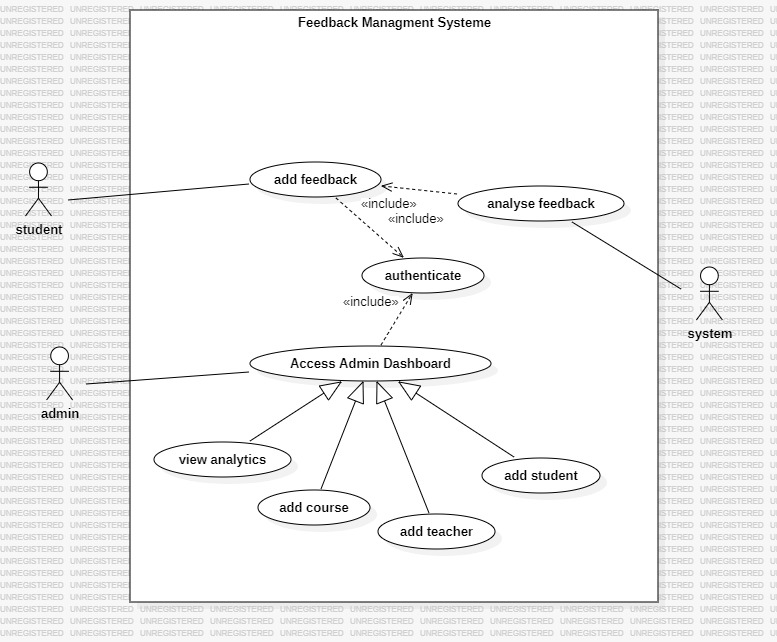 Feedback Managment Systeme
add feedback
«include»
analyse feedback
«include»
student
authenticate
system
«include»
Access Admin Dashboard
admin
view analytics
add student
add course
add teacher
UNREGISTERED